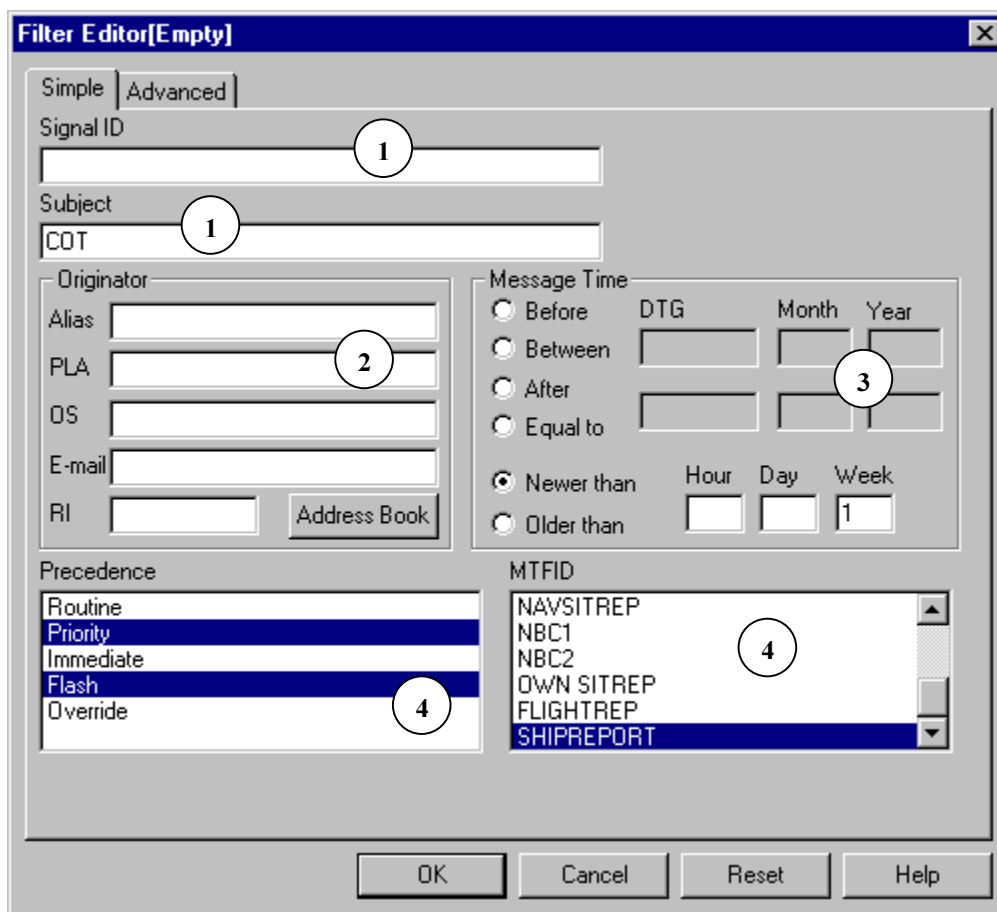 Filter Editor[Empty]
Simple Advanced
Signal ID
1
Subject
1
COT
Originator
Alias
PLA
2
OS
E-mail
RI Address Book
Message Time
Before DTG Month Year
Between
3
After
Equal to
Newer than Hour Day Week
1
Older than
Precedence
Routine
Priority
Immediate
Flash
Override
4
MTFID
NAVSITREP
NBC1
NBC2
4
OWN SITREP
FLIGHTREP
SHIPREPORT
OK Cancel Reset Help